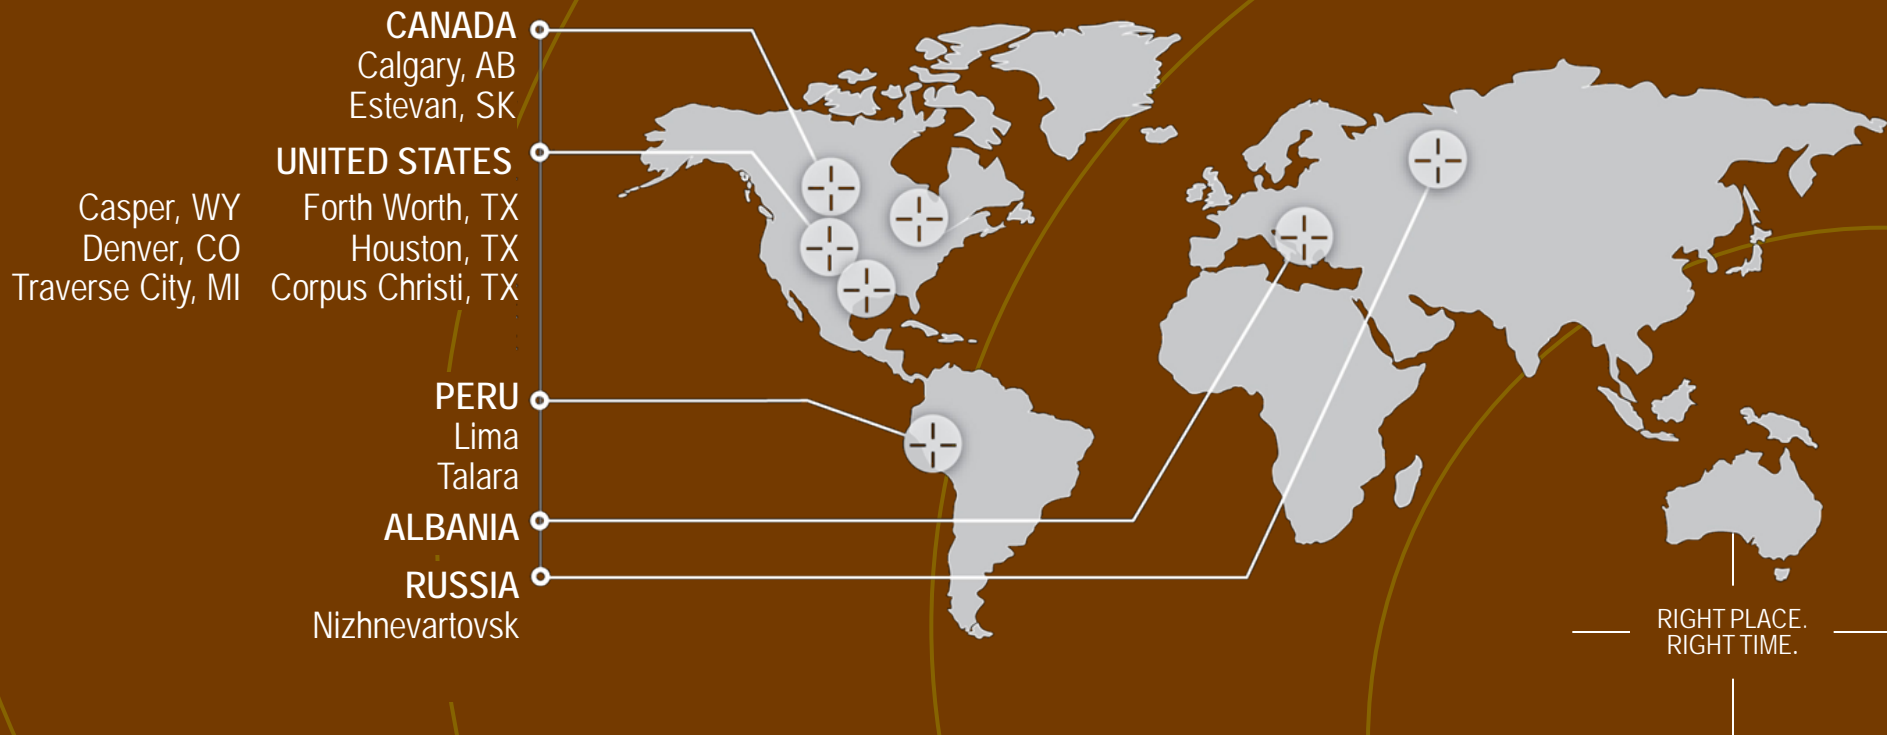 CANADA
Calgary, AB
Estevan, SK
UNITED STATES
Casper, WY Forth Worth, TX
Denver, CO Houston, TX
Traverse City, MI Corpus Christi, TX
PERU
Lima
Talara
ALBANIA
RUSSIA
Nizhnevartovsk
RIGHT PLACE.
RIGHT TIME.